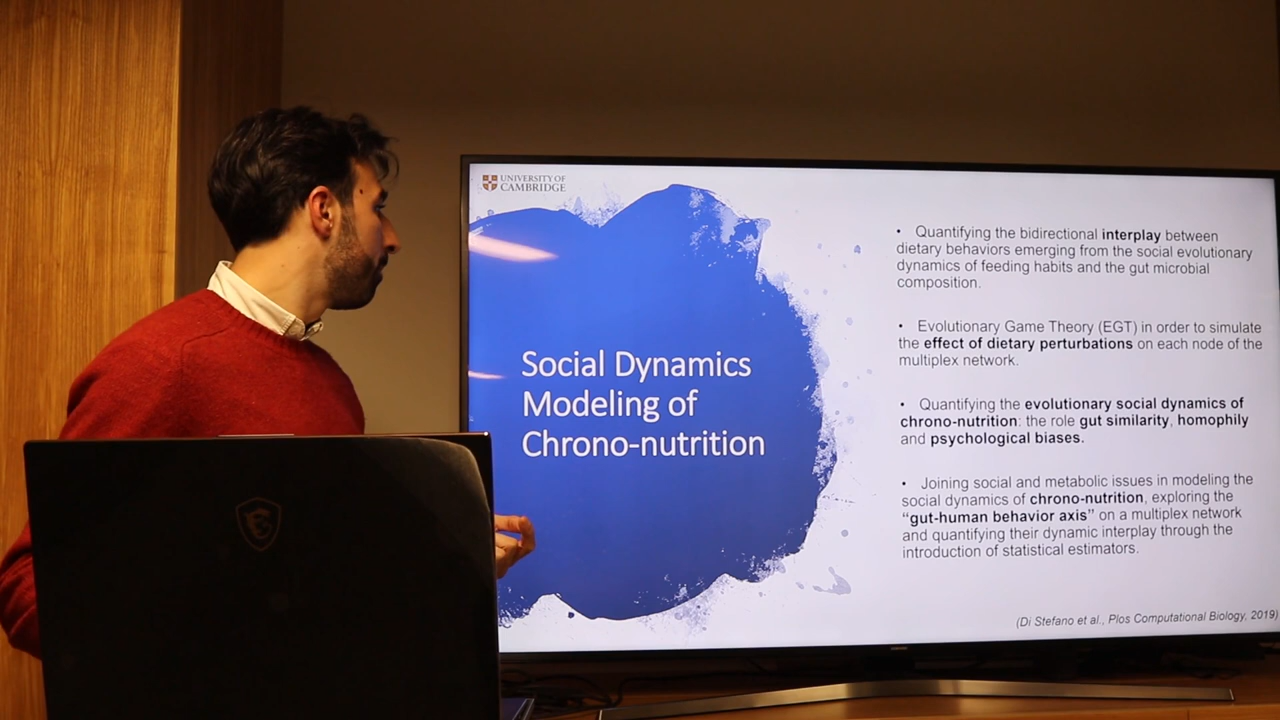 UNIVERSITY OF
CAMBRIDGE
Social Dynamics
Modeling of
Chrono-nutrition
• Quantifying the bidirectional interplay between
dietary behaviors emerging from the social evolutionary
dynamics of feeding habits and the gut microbial
composition.
• Evolutionary Game Theory (EGT) in order to simulate
the effect of dietary perturbations on each node of the
multiplex network.
• Quantifying the evolutionary social dynamics of
chrono-nutrition: the role gut similarity, homophily
and psychological biases.
• Joining social and metabolic issues in modeling the
social dynamics of chrono-nutrition, exploring the
“gut-human behavior axis” on a multiplex network
and quantifying their dynamic interplay through the
introduction of statistical estimators.
(Di Stefano et al., Plos Computational Biology, 2019)